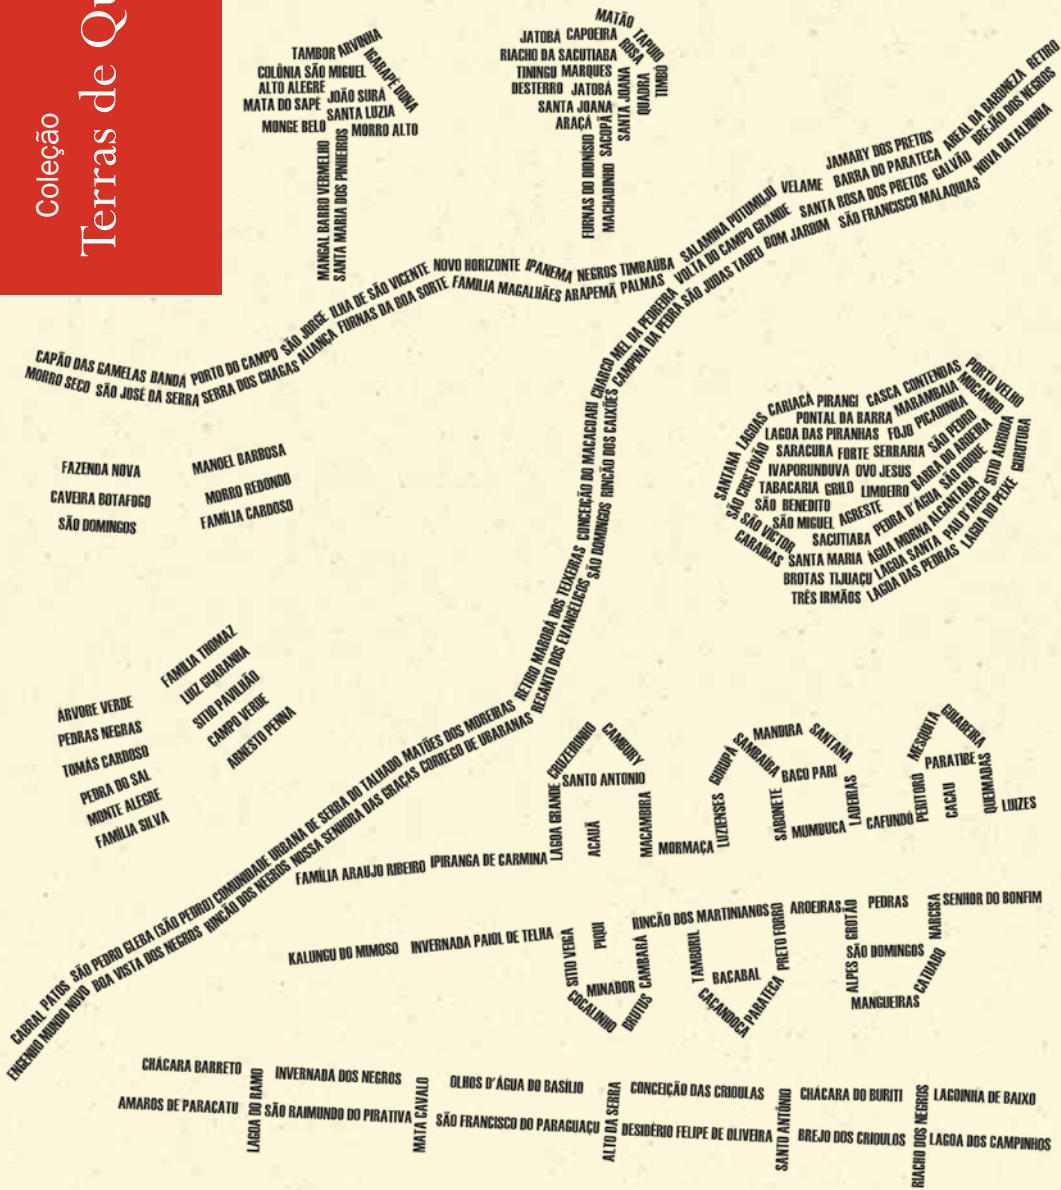 Coleção
Terras de Qu
TAMBOR ARVINHA
IGARAPÉ DONA
COLÔNIA SÃO MIGUEL
ALTO ALEGRE
JOÃO SURÁ
MATA DO SAPÉ
SANTA LUZIA
MONGE BELO
MORRO ALTO
MANGAL BARRO VERMELHO
SANTA MARIA DOS PINHEIROS
MATÃO TAPUIO
JATOBÁ CAPOEIRA
ROSA
TIMBÓ
RIACHO DA SACUTIABA
TININGU MARQUES
DESTERRO JATOBÁ
SANTA JOANA
ARAÇÁ
SACOPÃ
SANTA JOANA
QUADRA
FURNAS DO DIONÍSIO
MACHADINHO
CAPÃO DAS GAMELAS BANDÁ PORTO DO CAMPO SÃO JORGE ILHA DE SÃO VICENTE NOVO HORIZONTE IPANEMA NEGROS TIMBAÚBA SALAMINA PUTUMUJU VELAME BARRA DO PARATECA AREAL DA BARONEZA RETIRO
JAMARY DOS PRETOS
MORRO SECO SÃO JOSÉ DA SERRA SERRA DOS CHAGAS ALIANÇA FURNAS DA BOA SORTE FAMILIA MAGALHÃES ARAPEMÃ PALMAS VOLTA DO CAMPO GRANDE SANTA ROSA DOS PRETOS GALVÃO BREJÃO DOS NEGROS
CAMPINA DA PEDRA SÃO JUDAS TADEU BOM JARDIM SÃO FRANCISCO MALAQUIAS NOVA BATALHINHA
CABRAL PATOS SÃO PEDRO GLEBA (SÃO PEDRO) COMUNIDADE URBANA DE SERRA DO TALHADO MATÕES DOS MOREIRAS RETIRO MAROBÁ DOS TEIXEIRAS CONCEIÇÃO DO MACACOARI CHARCO MEL DA PEDREIRA
ENGENHO MUNDO NOVO BOA VISTA DOS NEGROS RINCÃO DOS NEGROS NOSSA SENHORA DAS GRAÇAS CORREGO DE UBARANAS RECANTO DOS EVANGÉLICOS SÃO DOMINGOS RINCÃO DOS CAIXÕES
FAZENDA NOVA
CAVEIRA BOTAFOGO
SÃO DOMINGOS
MANOEL BARBOSA
MORRO REDONDO
FAMÍLIA CARDOSO
SANTANA LAGOAS CARIACÁ PIRANGI CASCA CONTENDAS PORTO VELHO
PONTAL DA BARRA MARAMBAIA MOCAMBO
LAGOA DAS PIRANHAS FOJO PICADINHA
SARACURA FORTE SERRARIA SÃO PEDRO
IVAPORUNDUVA OVO JESUS BARRA DO AROEIRA
TABACARIA GRILO LIMOEIRO SÃO ROQUE
SÃO CRISTÓVÃO
SÃO BENEDITO
SÃO MIGUEL AGRESTE PEDRA D'ÁGUA ALCANTARA SITIO ARRUDA GURUTUBA
SÃO VICTOR SACUTIABA ÁGUA MORNA PAU D'ARCO LAGOA DO PEIXE
CARAIBAS SANTA MARIA LAGOA SANTA
BROTAS TIJUAÇU LAGOA DAS PEDRAS
TRÊS IRMÃOS
ÁRVORE VERDE
PEDRAS NEGRAS
TOMÁS CARDOSO
PEDRA DO SAL
MONTE ALEGRE
FAMÍLIA SILVA
FAMILIA THOMAZ
LUIZ GUARANHA
SITIO PAVILHÃO
CAMPO VERDE
ARNESTO PENNA
FAMÍLIA ARAUJO RIBEIRO IPIRANGA DE CARMINA
LAGOA GRANDE
CRUZEIRINHO CAMBURY
SANTO ANTONIO
ACAUÃ
MACAMBIRA
MORMAÇA
LUZIENSES
GURUPÁ SAMBAÍBA
MANDIRA SANTANA
BACO PARI
SABONETE
MUMBUCA
LADEIRAS
CAFUNDÓ
PERITORÓ
MESQUITA GUABEIRA
PARATIBE
CACAU
QUEIMADAS
LUIZES
KALUNGU DO MIMOSO INVERNADA PAIOL DE TELHA
SITIO VEIGA
PIQUI
MINADOR
COCALINHO BRUTUS
CAMBARÁ
RINCÃO DOS MARTINIANOS
TAMBORIL
BACABAL
CAÇANDOCA PARATECA
PRETO FORRO
AROEIRAS
GROTÃO
PEDRAS
NARCISA
SENHOR DO BONFIM
SÃO DOMINGOS
ALPES
MANGUEIRAS
CATUABO
CHÁCARA BARRETO
LAGOA DO RAMO
INVERNADA DOS NEGROS
MATA CAVALO
OLHOS D'ÁGUA DO BASÍLIO
ALTO DA SERRA
CONCEIÇÃO DAS CRIOULAS
SANTO ANTÔNIO
CHÁCARA DO BURITI
RIACHO DOS NEGROS
LAGOINHA DE BAIXO
AMAROS DE PARACATU
SÃO RAIMUNDO DO PIRATIVA
SÃO FRANCISCO DO PARAGUAÇU
DESIDÉRIO FELIPE DE OLIVEIRA
BREJO DOS CRIOULOS
LAGOA DOS CAMPINHOS